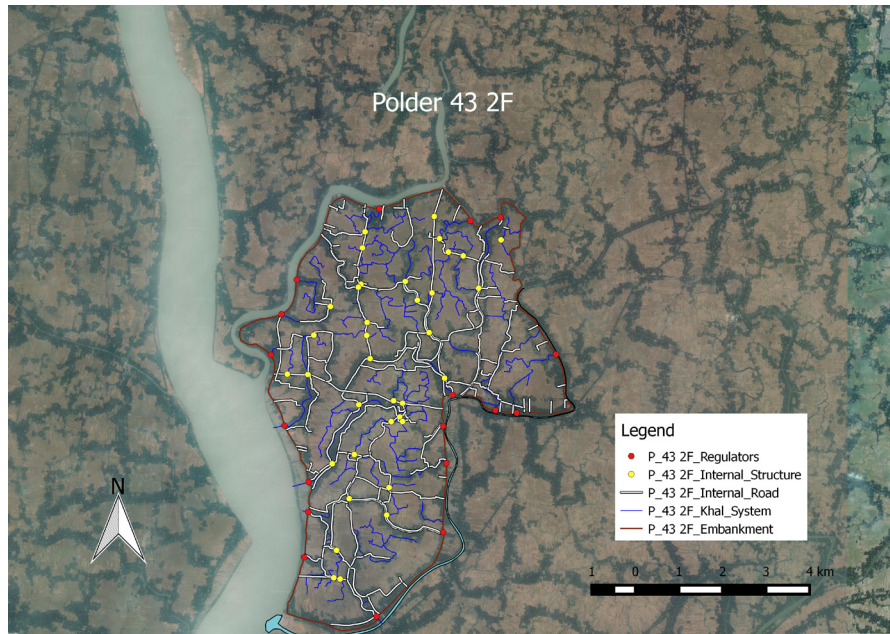 Polder 43 2F
Legend
P_43 2F_Regulators
P_43 2F_Internal_Structure
P_43 2F_Internal_Road
P_43 2F_Khal_System
P_43 2F_Embankment
N
1 0 1 2 3 4 km